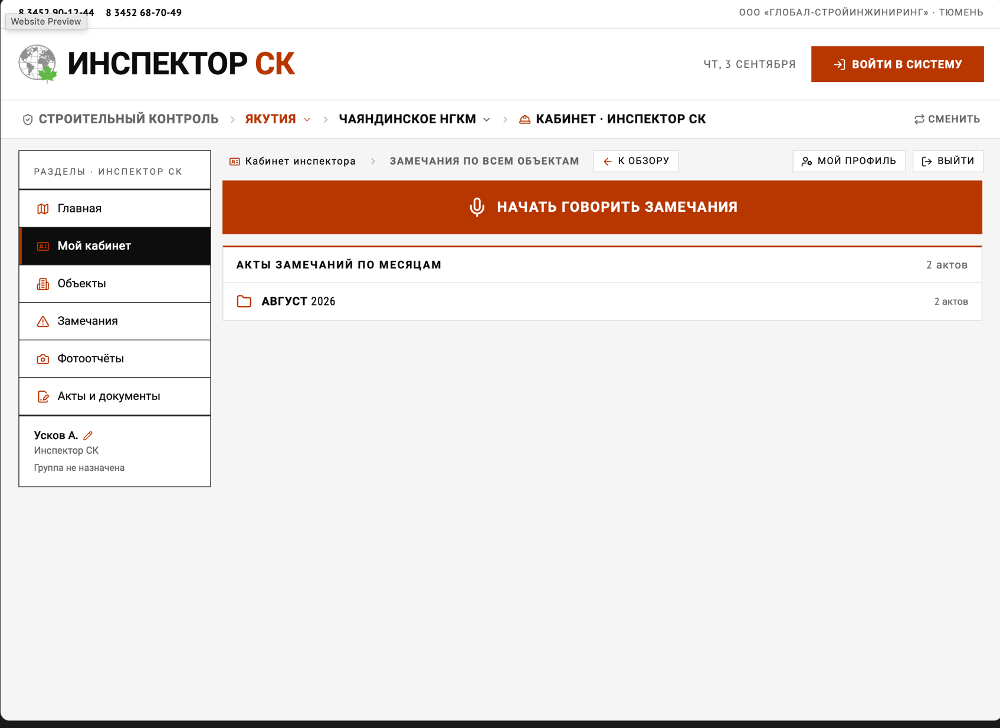 8 3452 90-12-44 8 3452 68-70-49
ООО «ГЛОБАЛ-СТРОЙИНЖИНИРИНГ» · ТЮМЕНЬ
Website Preview
ИНСПЕКТОР СК
ЧТ, 3 СЕНТЯБРЯ
ВОЙТИ В СИСТЕМУ
СТРОИТЕЛЬНЫЙ КОНТРОЛЬ
ЯКУТИЯ
ЧАЯНДИНСКОЕ НГКМ
КАБИНЕТ · ИНСПЕКТОР СК
СМЕНИТЬ
РАЗДЕЛЫ · ИНСПЕКТОР СК
Главная
Мой кабинет
Объекты
Замечания
Фотоотчёты
Акты и документы
Усков А.
Инспектор СК
Группа не назначена
Кабинет инспектора
ЗАМЕЧАНИЯ ПО ВСЕМ ОБЪЕКТАМ
К ОБЗОРУ
МОЙ ПРОФИЛЬ
ВЫЙТИ
НАЧАТЬ ГОВОРИТЬ ЗАМЕЧАНИЯ
АКТЫ ЗАМЕЧАНИЙ ПО МЕСЯЦАМ
2 актов
АВГУСТ 2026
2 актов